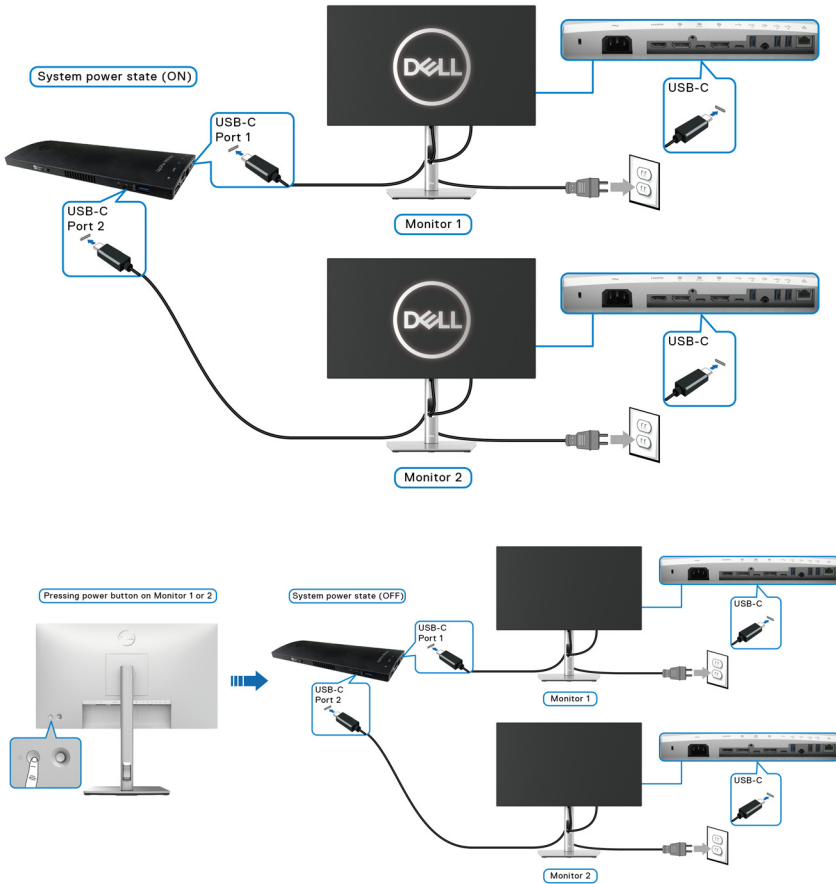 System power state (ON)
USB-C
Port 1
DELL
USB-C
Monitor 1
USB-C
Port 2
DELL
USB-C
Monitor 2
Pressing power button on Monitor 1 or 2
System power state (OFF)
USB-C
Port 1
USB-C
Monitor 1
USB-C
Port 2
USB-C
Monitor 2